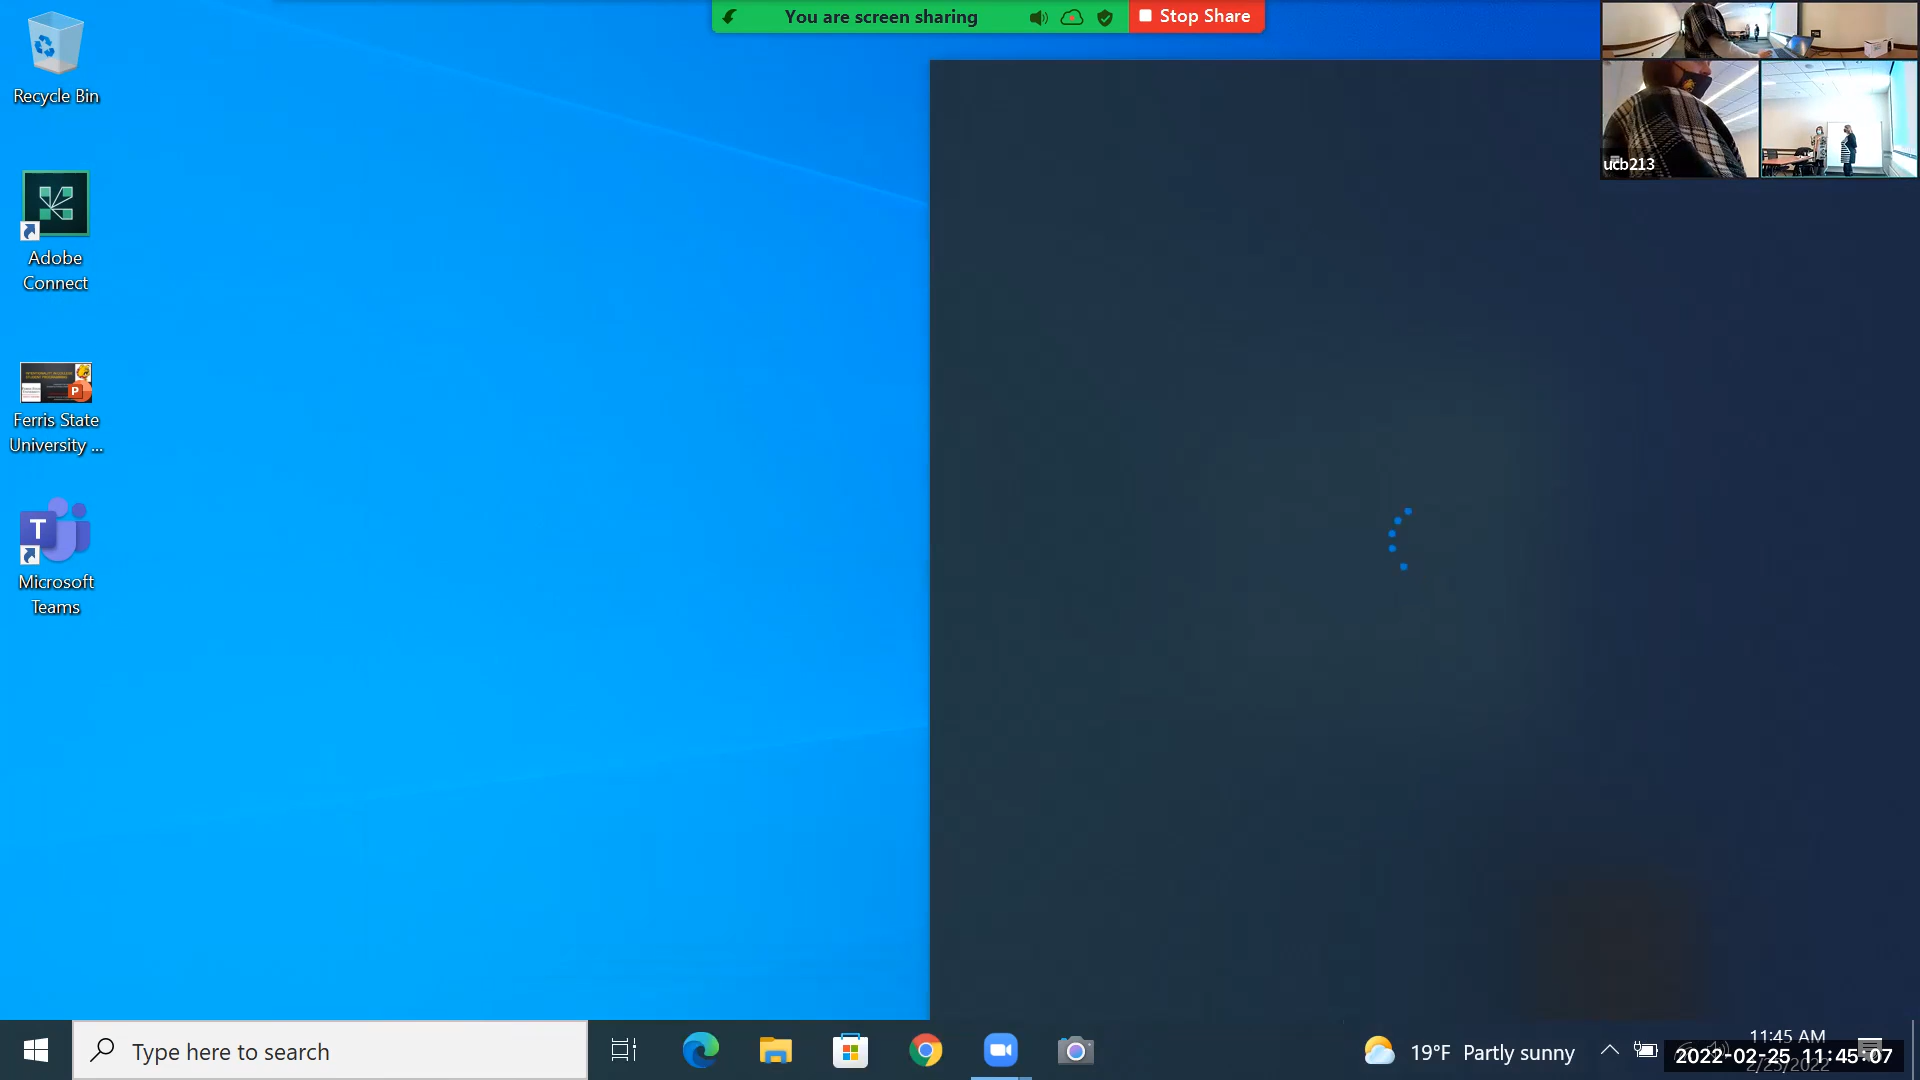 You are screen sharing
Stop Share
Recycle Bin
Adobe
Connect
Ferris State
University ...
Microsoft
Teams
ucb213
Type here to search
19°F Partly sunny
11:45 AM
2/25/2022
2022-02-25 11:45:07